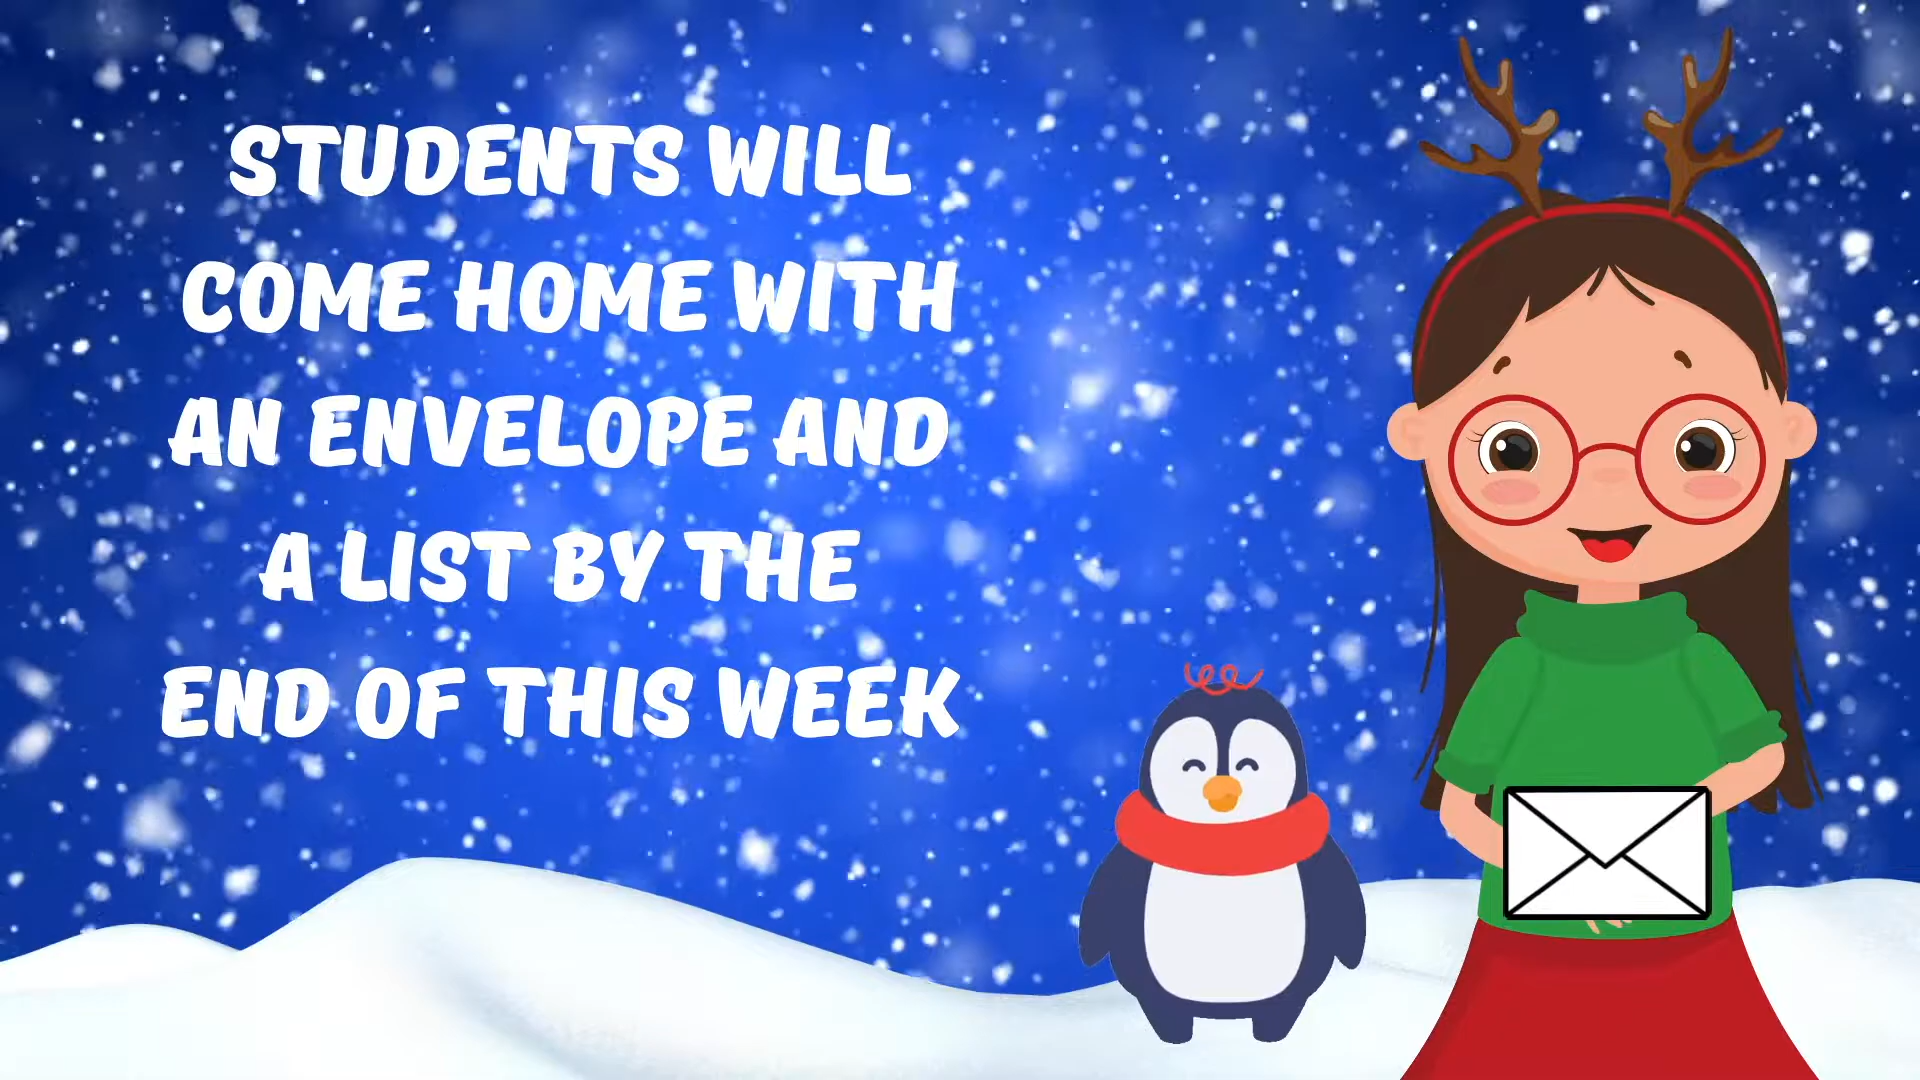 STUDENTS WILL
COME HOME WITH
AN ENVELOPE AND
A LIST BY THE
END OF THIS WEEK